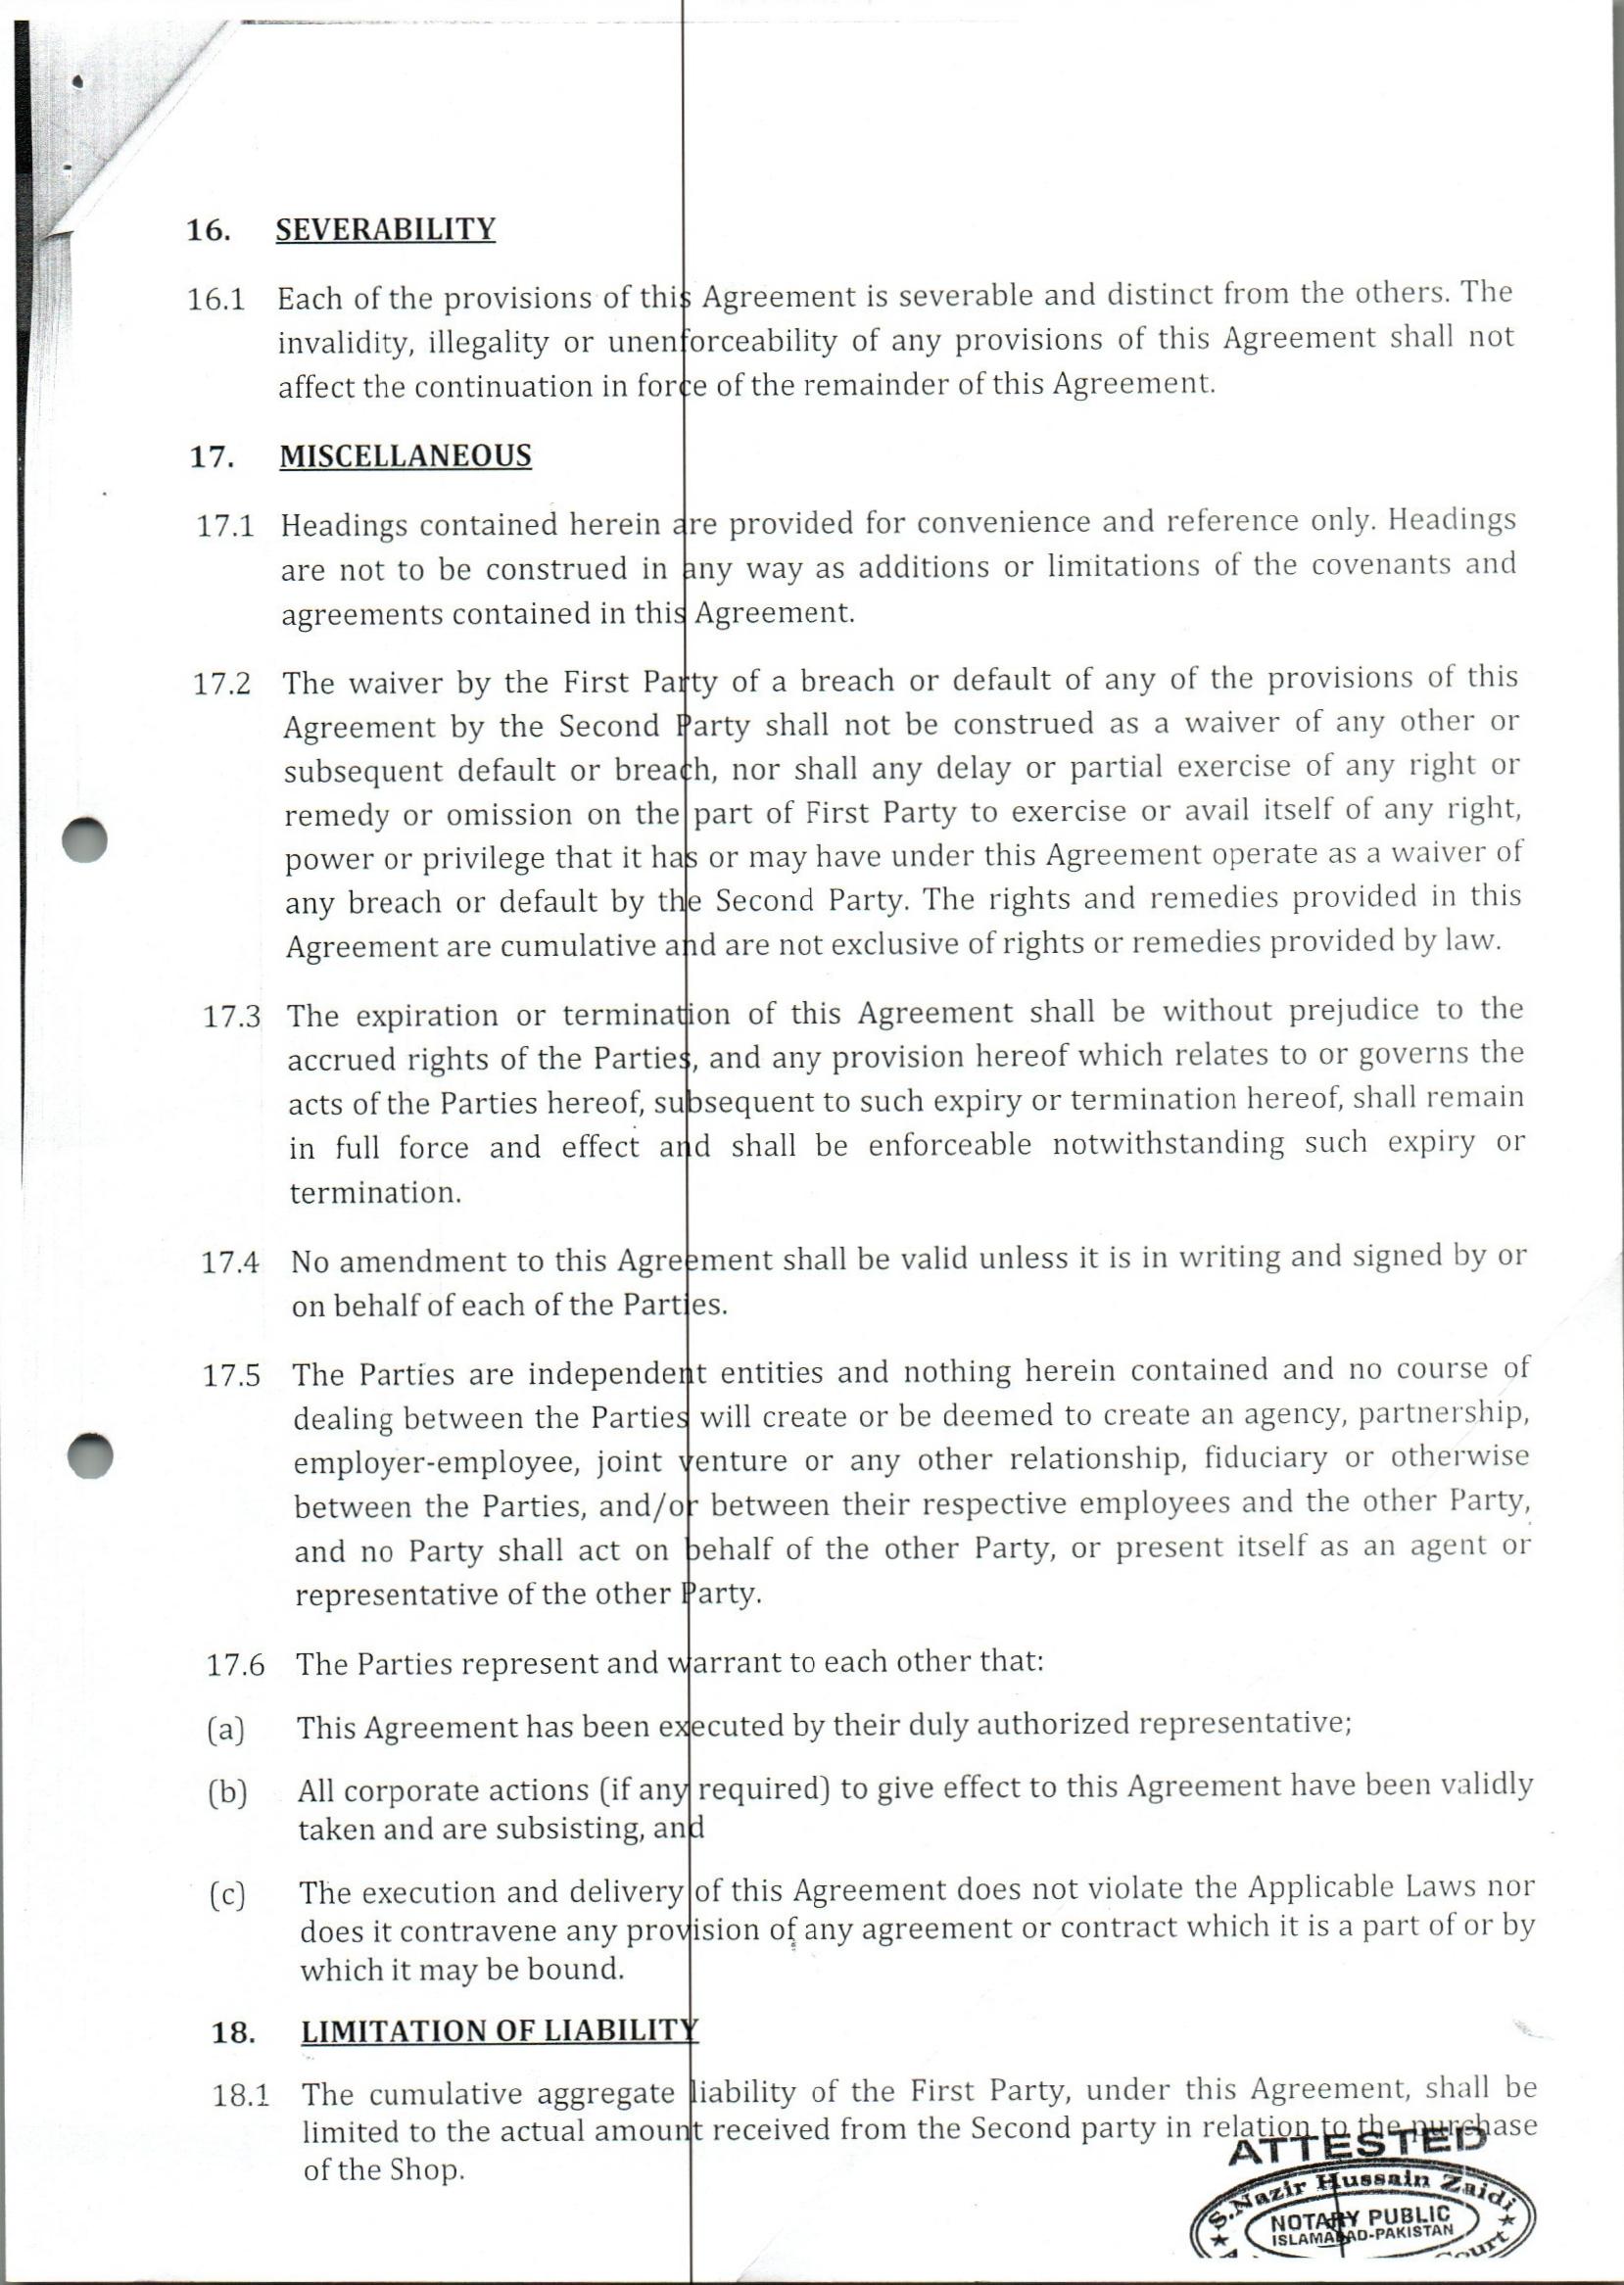 16. SEVERABILITY
16.1 Each of the provisions of this Agreement is severable and distinct from the others. The
invalidity, illegality or unenforceability of any provisions of this Agreement shall not
affect the continuation in force of the remainder of this Agreement.
17. MISCELLANEOUS
17.1 Headings contained herein are provided for convenience and reference only. Headings
are not to be construed in any way as additions or limitations of the covenants and
agreements contained in this Agreement.
17.2 The waiver by the First Party of a breach or default of any of the provisions of this
Agreement by the Second Party shall not be construed as a waiver of any other or
subsequent default or breach, nor shall any delay or partial exercise of any right or
remedy or omission on the part of First Party to exercise or avail itself of any right,
power or privilege that it has or may have under this Agreement operate as a waiver of
any breach or default by the Second Party. The rights and remedies provided in this
Agreement are cumulative and are not exclusive of rights or remedies provided by law.
17.3 The expiration or termination of this Agreement shall be without prejudice to the
accrued rights of the Parties, and any provision hereof which relates to or governs the
acts of the Parties hereof, subsequent to such expiry or termination hereof, shall remain
in full force and effect and shall be enforceable notwithstanding such expiry or
termination.
17.4 No amendment to this Agreement shall be valid unless it is in writing and signed by or
on behalf of each of the Parties.
17.5 The Parties are independent entities and nothing herein contained and no course of
dealing between the Parties will create or be deemed to create an agency, partnership,
employer-employee, joint venture or any other relationship, fiduciary or otherwise
between the Parties, and/or between their respective employees and the other Party,
and no Party shall act on behalf of the other Party, or present itself as an agent or
representative of the other Party.
17.6 The Parties represent and warrant to each other that:
(a) This Agreement has been executed by their duly authorized representative;
(b) All corporate actions (if any required) to give effect to this Agreement have been validly
taken and are subsisting, and
(c) The execution and delivery of this Agreement does not violate the Applicable Laws nor
does it contravene any provision of any agreement or contract which it is a part of or by
which it may be bound.
18. LIMITATION OF LIABILITY
18.1 The cumulative aggregate liability of the First Party, under this Agreement, shall be
limited to the actual amount received from the Second party in relation to the purchase
of the Shop.
ATTESTED
S. Nazir Hussain Zaidi
NOTARY PUBLIC
ISLAMABAD-PAKISTAN
Court